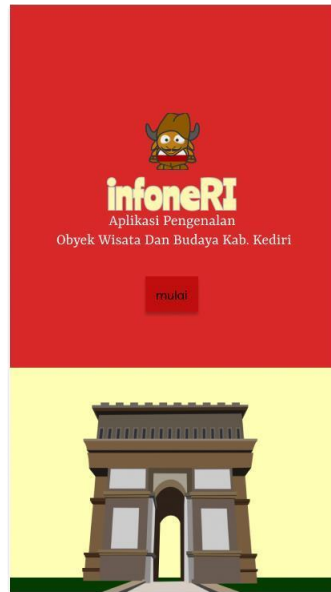 infoneRI
Aplikasi Pengenalan
Obyek Wisata Dan Budaya Kab. Kediri
mulai